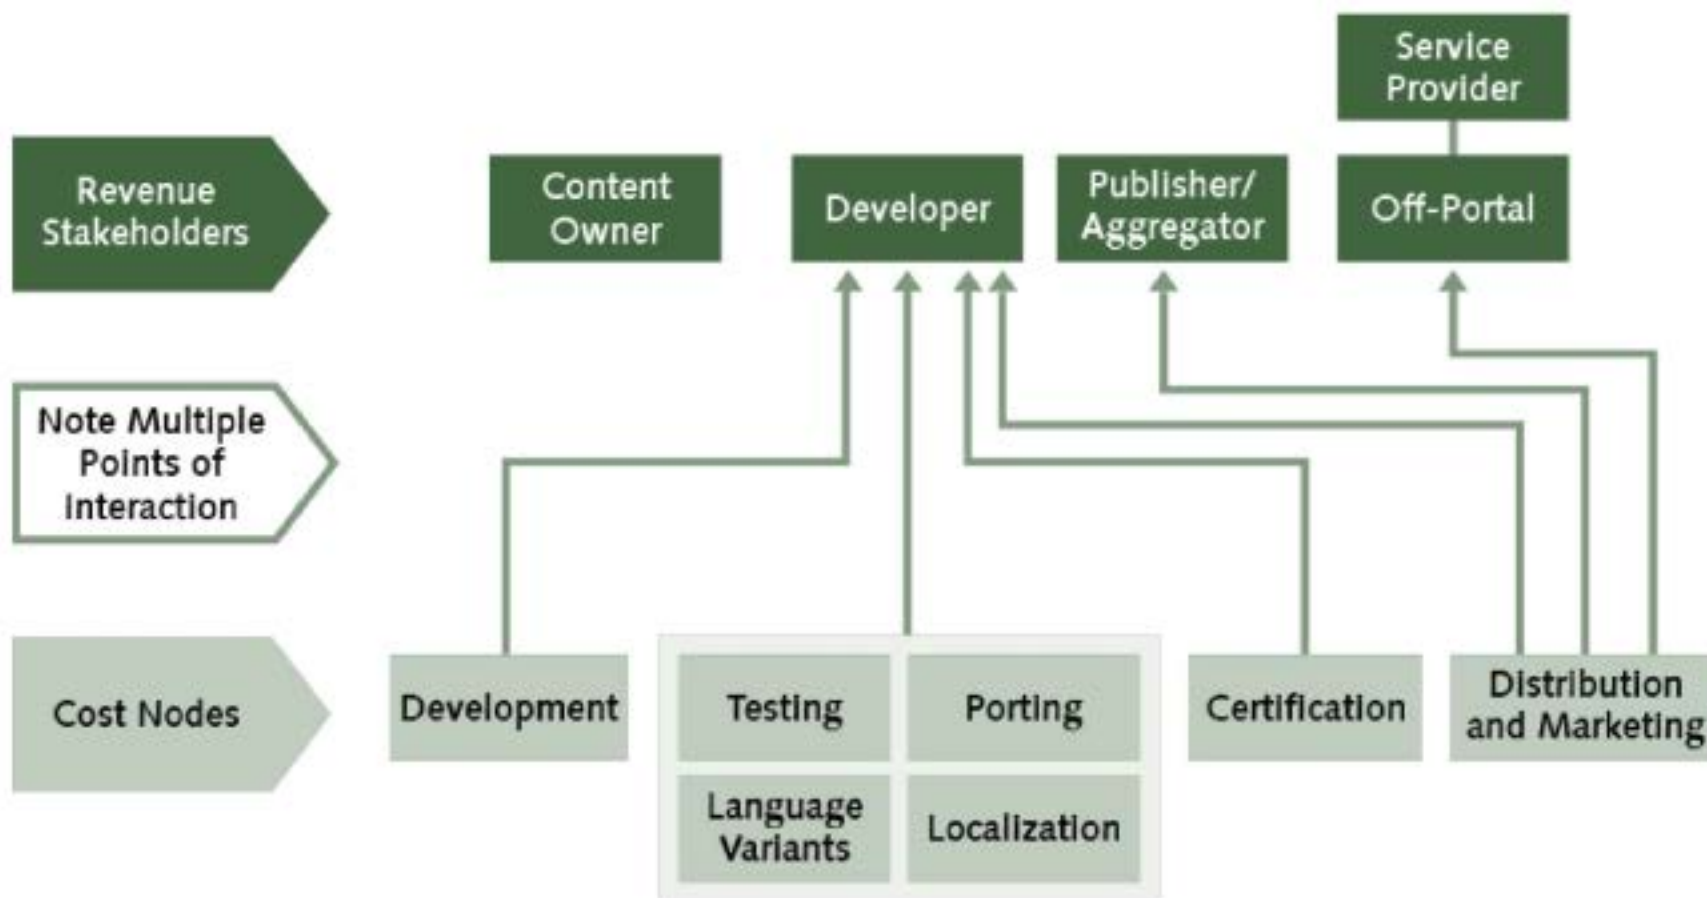 Service
Provider
Revenue
Stakeholders
Content
Owner
Developer
Publisher/
Aggregator
Off-Portal
Note Multiple
Points of
Interaction
Cost Nodes
Development
Testing
Porting
Language
Variants
Localization
Certification
Distribution
and Marketing